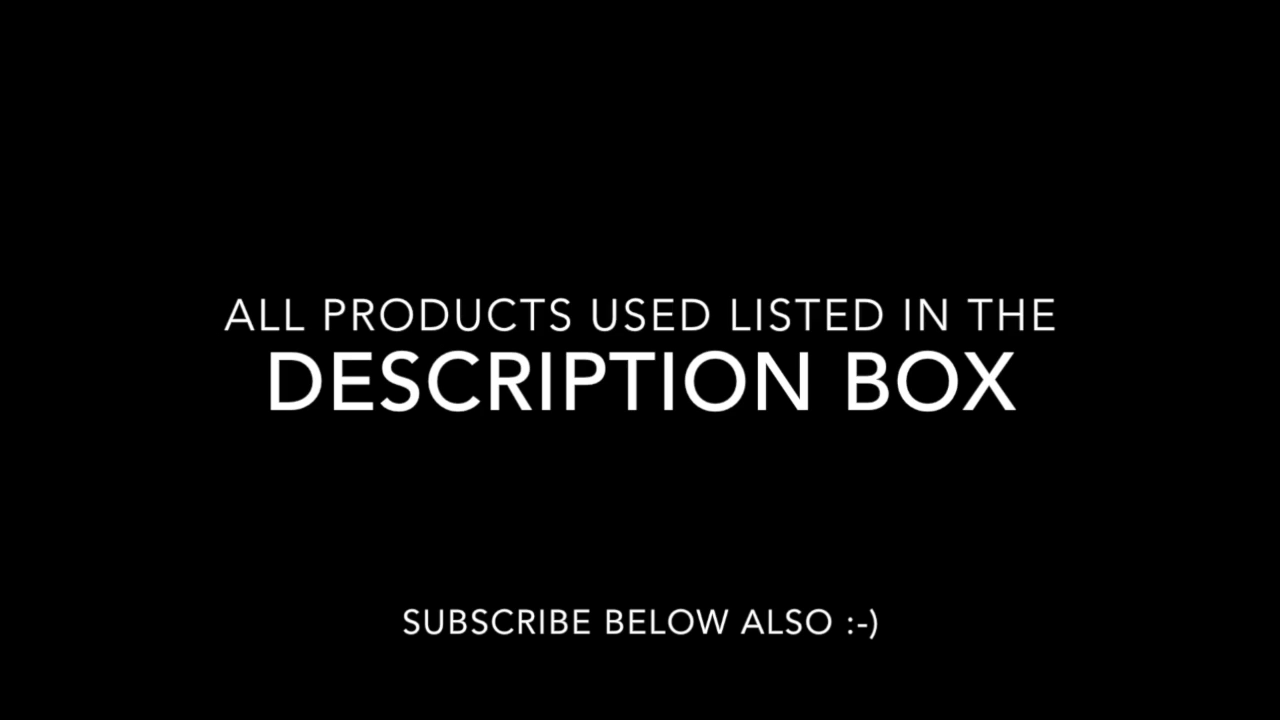 ALL PRODUCTS USED LISTED IN THE
DESCRIPTION BOX
SUBSCRIBE BELOW ALSO :-)